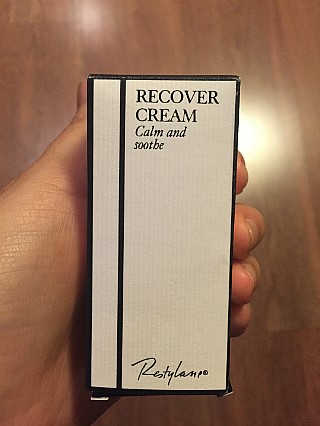 RECOVER
CREAM
Calm and
soothe
Restylane®